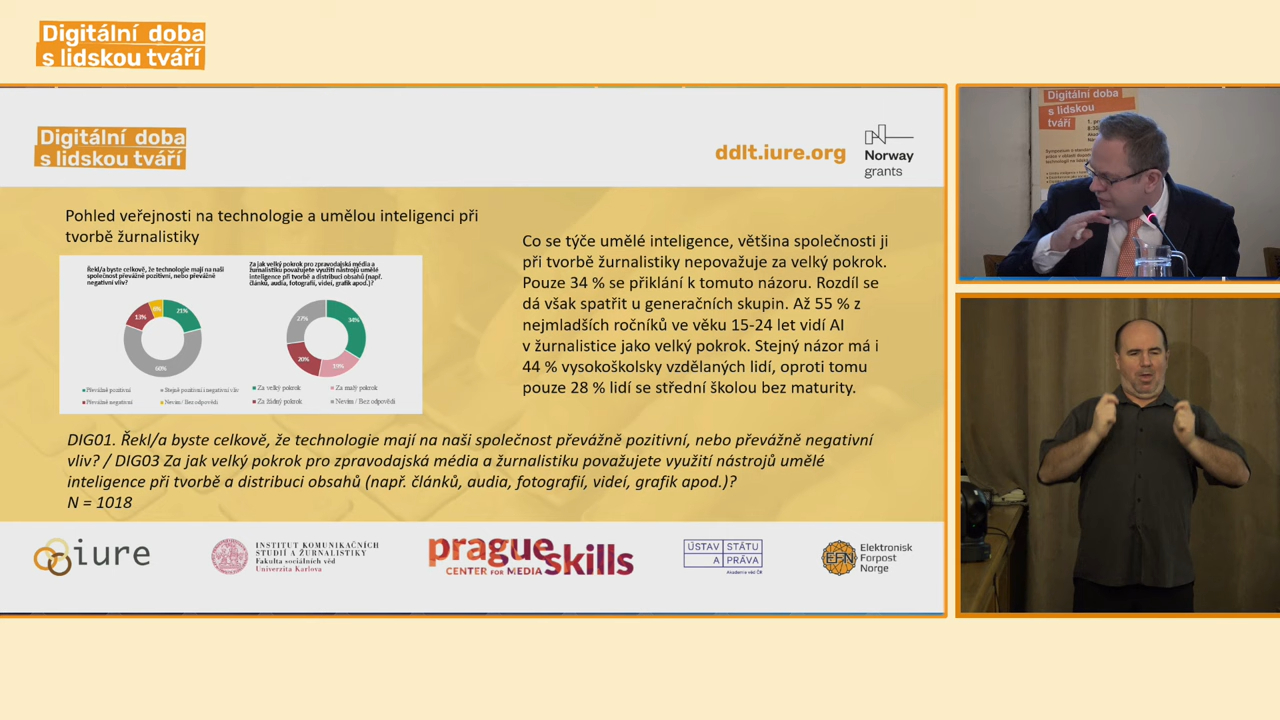 Digitální doba
s lidskou tváří
Digitální doba
s lidskou tváří
ddlt.iure.org
Norway
grants
Pohled veřejnosti na technologie a umělou inteligenci při
tvorbě žurnalistiky
Řekl/a byste celkově, že technologie mají na naši
společnost převážně pozitivní, nebo převážně
negativní vliv?
21%
60%
13%
Převážně pozitivní
Stejně pozitivní i negativní vliv
Převážně negativní
Nevím / Bez odpovědi
Za jak velký pokrok pro zpravodajská média a
žurnalistiku považujete využití nástrojů umělé
inteligence při tvorbě a distribuci obsahů (např.
článků, audia, fotografií, videí, grafik apod.)?
34%
19%
20%
27%
Za velký pokrok
Za malý pokrok
Za žádný pokrok
Nevím / Bez odpovědi
Co se týče umělé inteligence, většina společnosti ji
při tvorbě žurnalistiky nepovažuje za velký pokrok.
Pouze 34 % se přiklání k tomuto názoru. Rozdíl se
dá však spatřit u generačních skupin. Až 55 % z
nejmladších ročníků ve věku 15-24 let vidí AI
v žurnalistice jako velký pokrok. Stejný názor má i
44 % vysokoškolsky vzdělaných lidí, oproti tomu
pouze 28 % lidí se střední školou bez maturity.
DIG01. Řekl/a byste celkově, že technologie mají na naši společnost převážně pozitivní, nebo převážně negativní
vliv? / DIG03 Za jak velký pokrok pro zpravodajská média a žurnalistiku považujete využití nástrojů umělé
inteligence při tvorbě a distribuci obsahů (např. článků, audia, fotografií, videí, grafik apod.)?
N = 1018
iure
INSTITUT KOMUNIKAČNÍCH
STUDIÍ A ŽURNALISTIKY
Fakulta sociálních věd
Univerzita Karlova
prague skills
CENTER FOR MEDIA
ÚSTAV STÁTU
A PRÁVA
Akademie věd ČR
EFN
Elektronisk
Forpost
Norge
Digitální doba
s lidskou
tváří